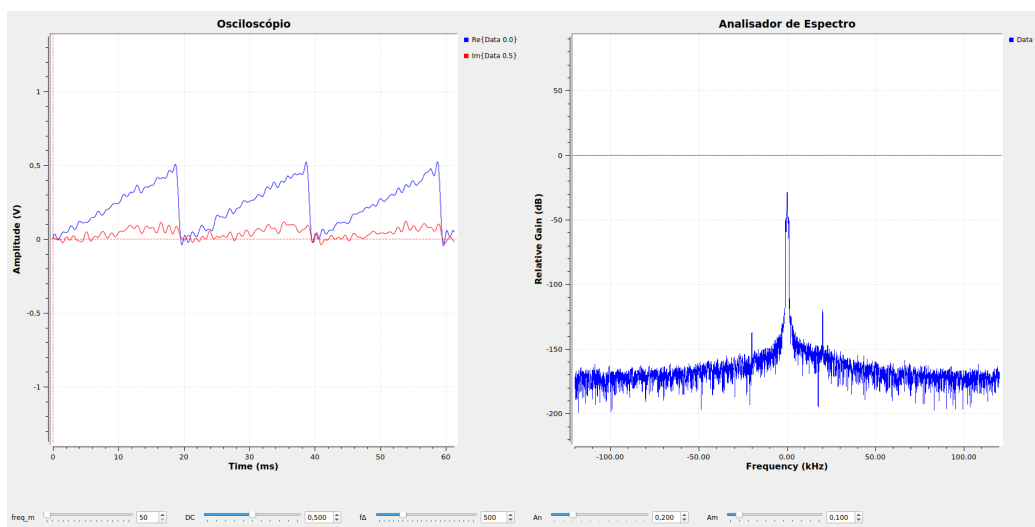 Osciloscópio
Re{Data 0.0}
Im{Data 0.5}
1
0,5
0
-0,5
-1
Amplitude (V)
0
10
20
30
40
50
60
Time (ms)
Analisador de Espectro
Data
50
0
-50
-100
-150
-200
Relative Gain (dB)
-100.00
-50.00
0.00
50.00
100.00
Frequency (kHz)
freq_m 50 DC 0,500 fΔ 500 An 0,200 Am 0,100